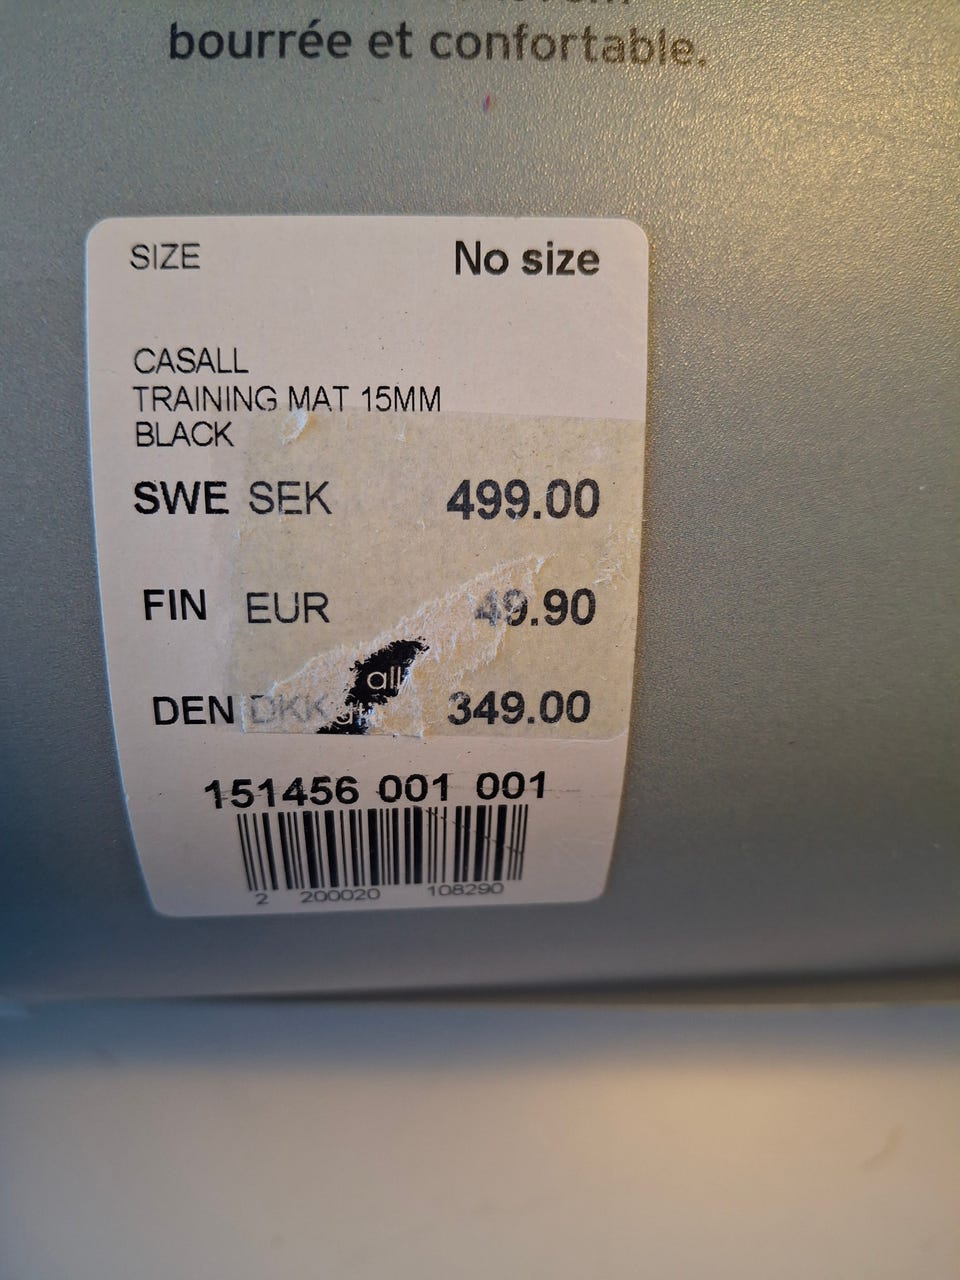 bourrée et confortable.
SIZE No size
CASALL
TRAINING MAT 15MM
BLACK
SWE SEK 499.00
FIN EUR 49.90
all
DEN DKK 349.00
151456 001 001
2 200020 108290